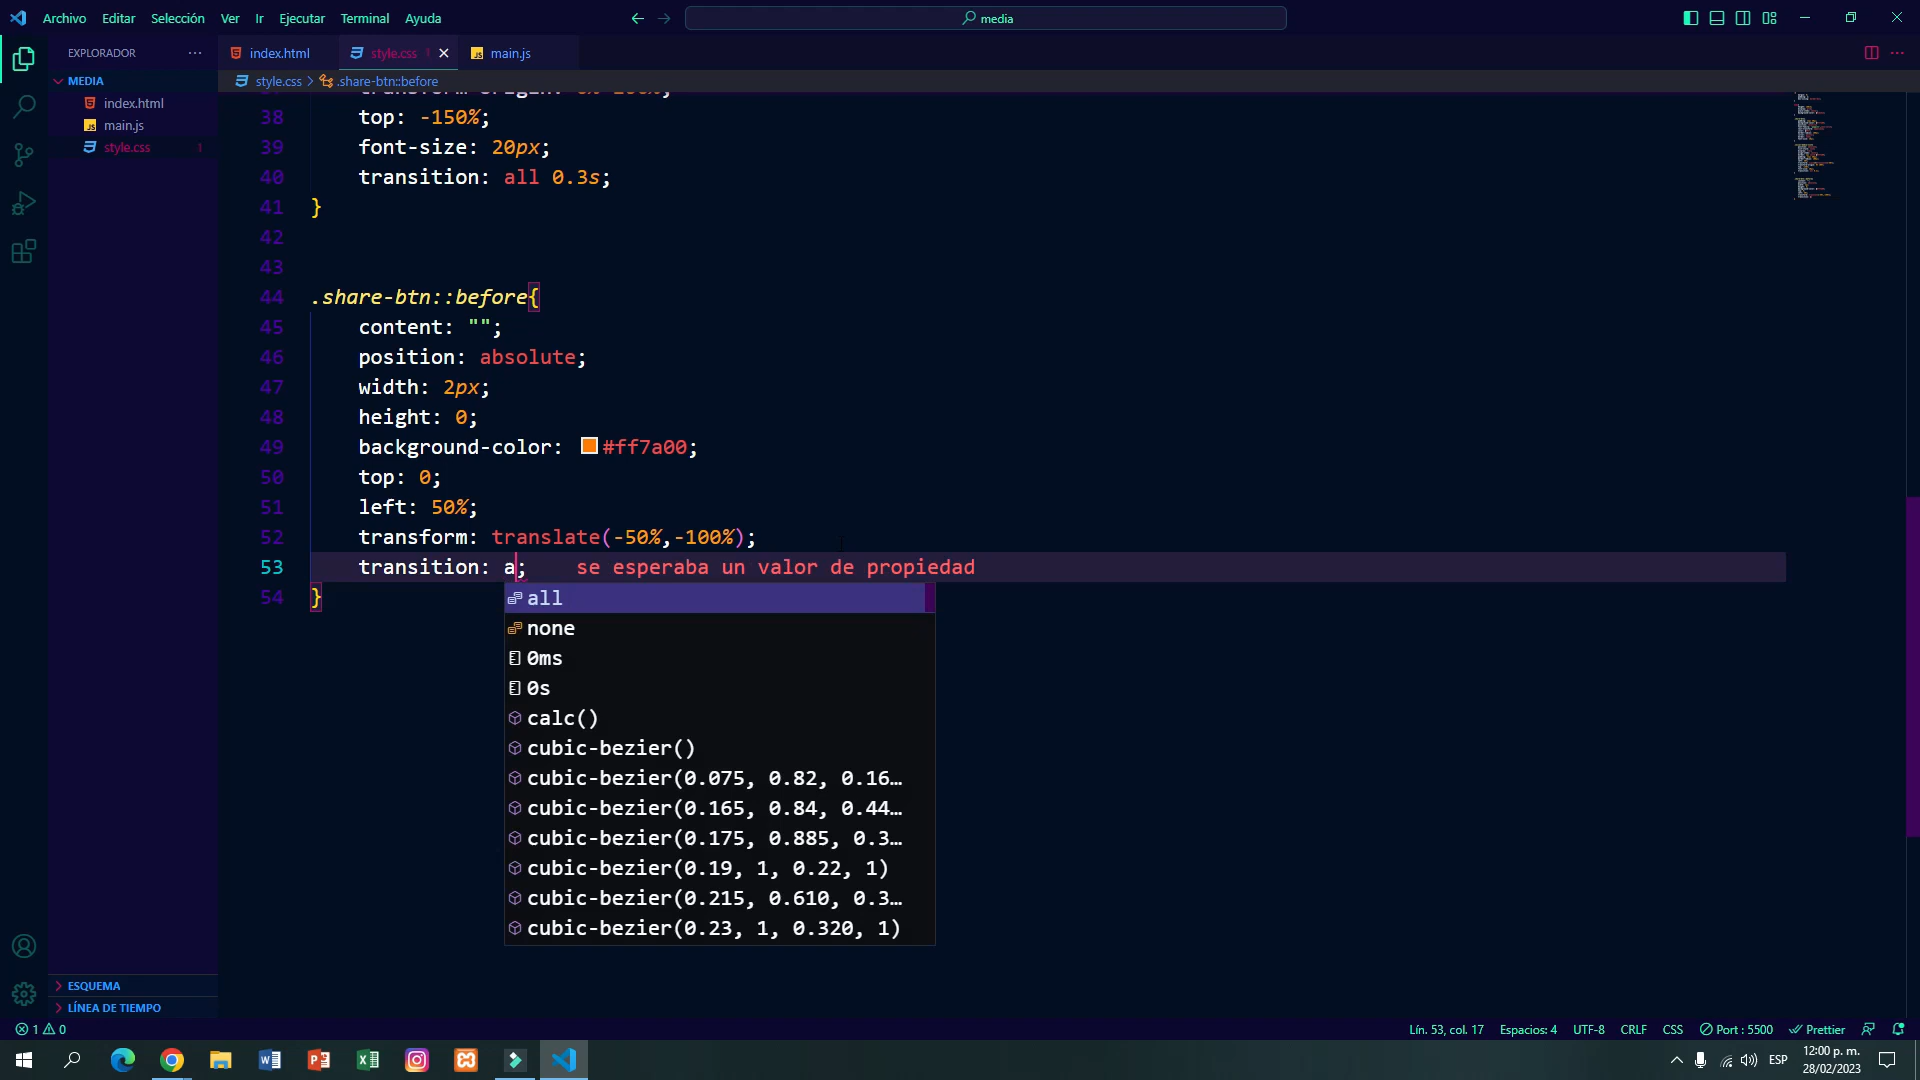 Archivo Editar Selección Ver Ir Ejecutar Terminal Ayuda
media
EXPLORADOR
index.html
style.css 1
main.js
MEDIA
style.css > .share-btn::before
index.html
main.js
style.css 1
38 top: -150%;
39 font-size: 20px;
40 transition: all 0.3s;
41 }
42
43
44 .share-btn::before{
45 content: "";
46 position: absolute;
47 width: 2px;
48 height: 0;
49 background-color: #ff7a00;
50 top: 0;
51 left: 50%;
52 transform: translate(-50%,-100%);
53 transition: a; se esperaba un valor de propiedad
54 }
all
none
0ms
0s
calc()
cubic-bezier()
cubic-bezier(0.075, 0.82, 0.16…
cubic-bezier(0.165, 0.84, 0.44…
cubic-bezier(0.175, 0.885, 0.3…
cubic-bezier(0.19, 1, 0.22, 1)
cubic-bezier(0.215, 0.610, 0.3…
cubic-bezier(0.23, 1, 0.320, 1)
ESQUEMA
LÍNEA DE TIEMPO
1 0
Lín. 53, col. 17 Espacios: 4 UTF-8 CRLF CSS Port : 5500 Prettier
ESP
12:00 p. m.
28/02/2023